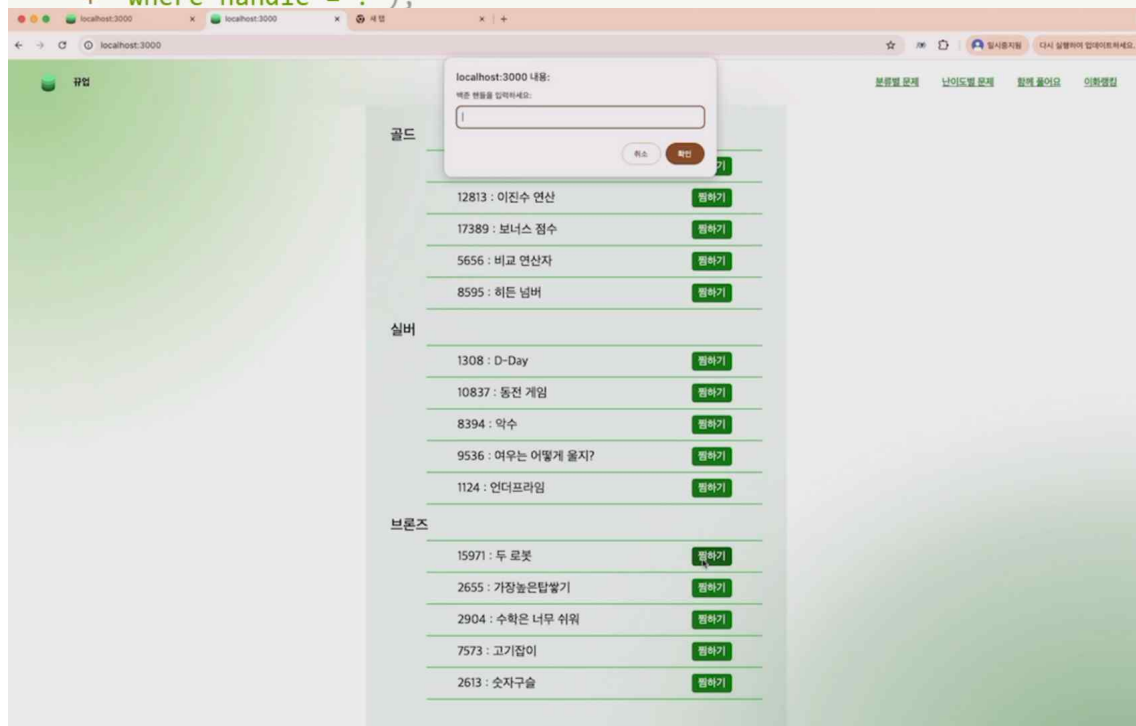 + "where handle = ?");
localhost:3000
localhost:3000
새 탭
localhost:3000
일시중지됨
다시 실행하여 업데이트하세요.
뀨업
분류별 문제
난이도별 문제
함께 풀어요
이화랭킹
localhost:3000 내용:
백준 핸들을 입력하세요:
취소
확인
골드
12813 : 이진수 연산 찜하기
17389 : 보너스 점수 찜하기
5656 : 비교 연산자 찜하기
8595 : 히든 넘버 찜하기
실버
1308 : D-Day 찜하기
10837 : 동전 게임 찜하기
8394 : 악수 찜하기
9536 : 여우는 어떻게 울지? 찜하기
1124 : 언더프라임 찜하기
브론즈
15971 : 두 로봇 찜하기
2655 : 가장높은탑쌓기 찜하기
2904 : 수학은 너무 쉬워 찜하기
7573 : 고기잡이 찜하기
2613 : 숫자구슬 찜하기